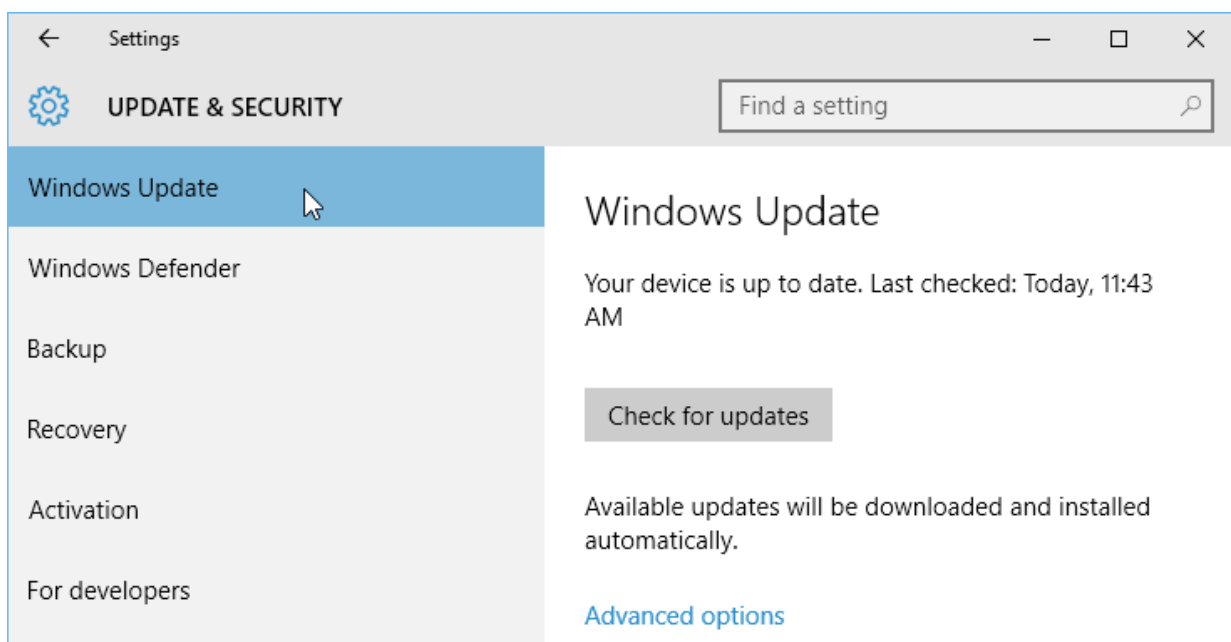 Settings
UPDATE & SECURITY
Find a setting
Windows Update
Windows Defender
Backup
Recovery
Activation
For developers
Windows Update
Your device is up to date. Last checked: Today, 11:43
AM
Check for updates
Available updates will be downloaded and installed
automatically.
Advanced options